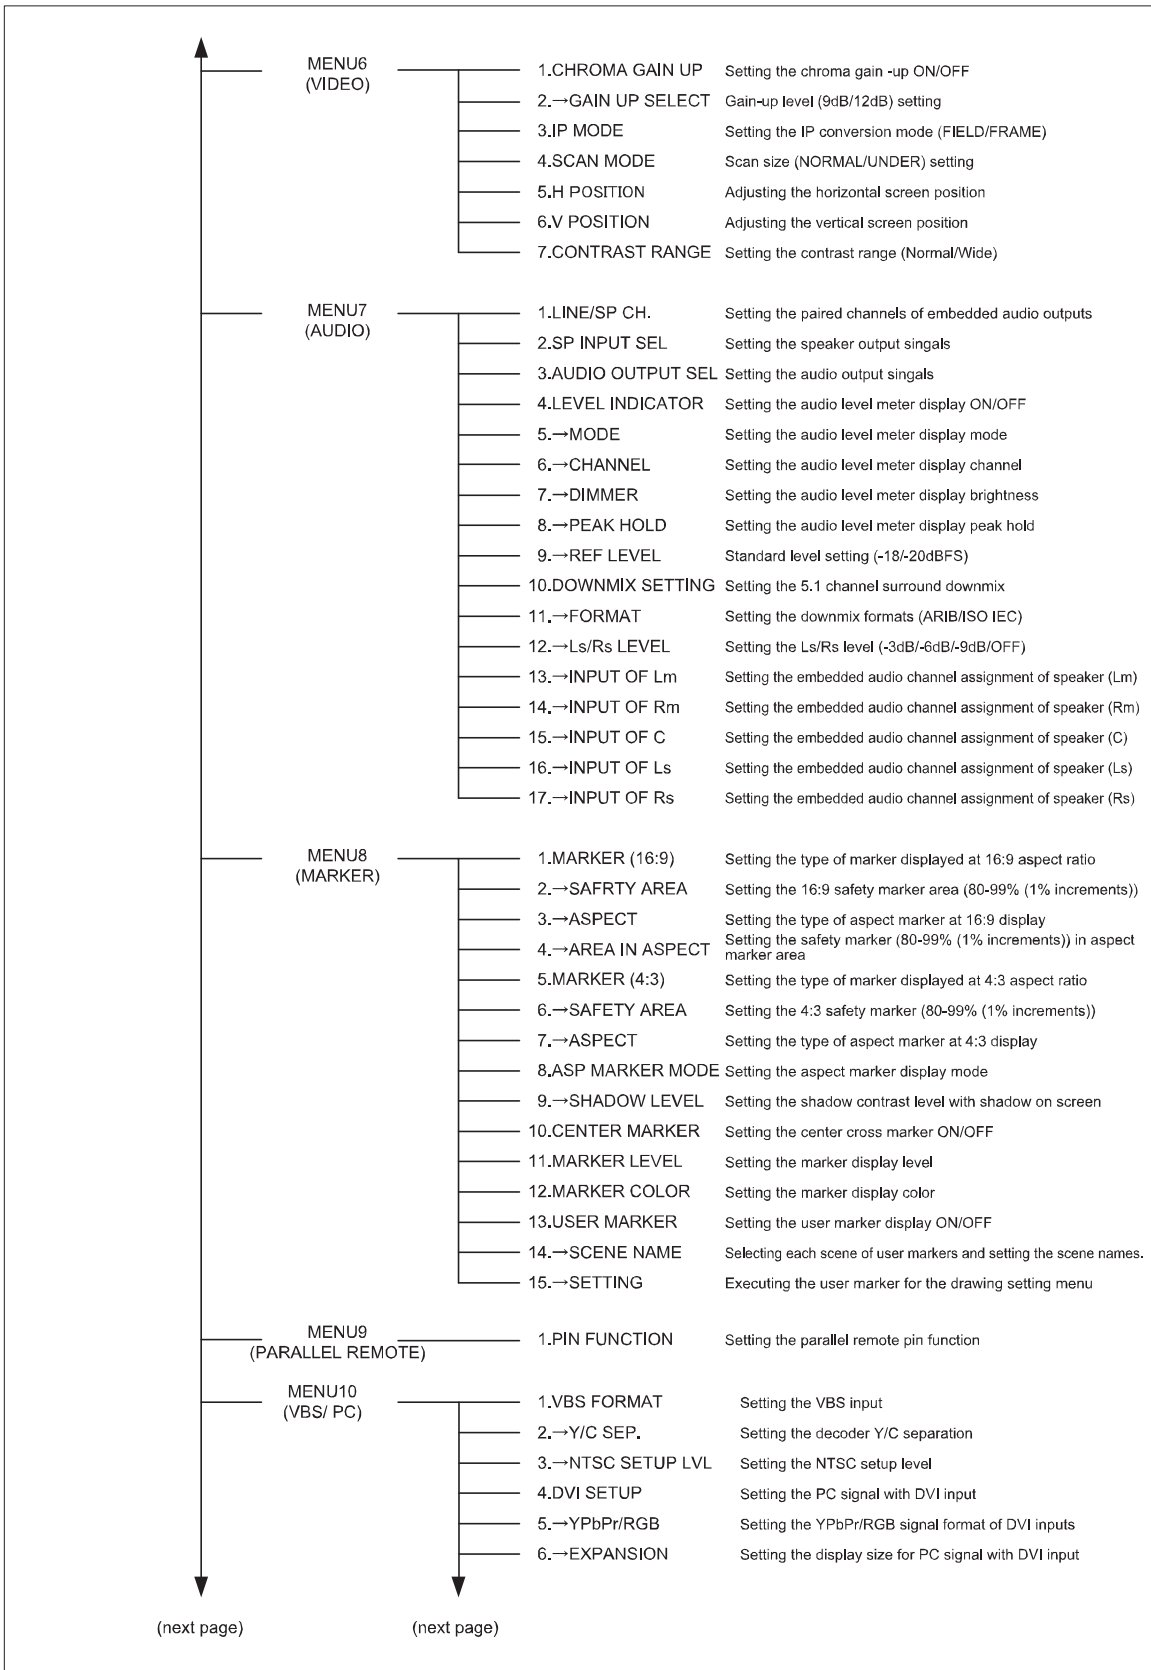 MENU6
(VIDEO)
1.CHROMA GAIN UP Setting the chroma gain -up ON/OFF
2.→GAIN UP SELECT Gain-up level (9dB/12dB) setting
3.IP MODE Setting the IP conversion mode (FIELD/FRAME)
4.SCAN MODE Scan size (NORMAL/UNDER) setting
5.H POSITION Adjusting the horizontal screen position
6.V POSITION Adjusting the vertical screen position
7.CONTRAST RANGE Setting the contrast range (Normal/Wide)
MENU7
(AUDIO)
1.LINE/SP CH. Setting the paired channels of embedded audio outputs
2.SP INPUT SEL Setting the speaker output singals
3.AUDIO OUTPUT SEL Setting the audio output singals
4.LEVEL INDICATOR Setting the audio level meter display ON/OFF
5.→MODE Setting the audio level meter display mode
6.→CHANNEL Setting the audio level meter display channel
7.→DIMMER Setting the audio level meter display brightness
8.→PEAK HOLD Setting the audio level meter display peak hold
9.→REF LEVEL Standard level setting (-18/-20dBFS)
10.DOWNMIX SETTING Setting the 5.1 channel surround downmix
11.→FORMAT Setting the downmix formats (ARIB/ISO IEC)
12.→Ls/Rs LEVEL Setting the Ls/Rs level (-3dB/-6dB/-9dB/OFF)
13.→INPUT OF Lm Setting the embedded audio channel assignment of speaker (Lm)
14.→INPUT OF Rm Setting the embedded audio channel assignment of speaker (Rm)
15.→INPUT OF C Setting the embedded audio channel assignment of speaker (C)
16.→INPUT OF Ls Setting the embedded audio channel assignment of speaker (Ls)
17.→INPUT OF Rs Setting the embedded audio channel assignment of speaker (Rs)
MENU8
(MARKER)
1.MARKER (16:9) Setting the type of marker displayed at 16:9 aspect ratio
2.→SAFRTY AREA Setting the 16:9 safety marker area (80-99% (1% increments))
3.→ASPECT Setting the type of aspect marker at 16:9 display
4.→AREA IN ASPECT Setting the safety marker (80-99% (1% increments)) in aspect
marker area
5.MARKER (4:3) Setting the type of marker displayed at 4:3 aspect ratio
6.→SAFETY AREA Setting the 4:3 safety marker (80-99% (1% increments))
7.→ASPECT Setting the type of aspect marker at 4:3 display
8.ASP MARKER MODE Setting the aspect marker display mode
9.→SHADOW LEVEL Setting the shadow contrast level with shadow on screen
10.CENTER MARKER Setting the center cross marker ON/OFF
11.MARKER LEVEL Setting the marker display level
12.MARKER COLOR Setting the marker display color
13.USER MARKER Setting the user marker display ON/OFF
14.→SCENE NAME Selecting each scene of user markers and setting the scene names.
15.→SETTING Executing the user marker for the drawing setting menu
MENU9
(PARALLEL REMOTE)
1.PIN FUNCTION Setting the parallel remote pin function
MENU10
(VBS/ PC)
1.VBS FORMAT Setting the VBS input
2.→Y/C SEP. Setting the decoder Y/C separation
3.→NTSC SETUP LVL Setting the NTSC setup level
4.DVI SETUP Setting the PC signal with DVI input
5.→YPbPr/RGB Setting the YPbPr/RGB signal format of DVI inputs
6.→EXPANSION Setting the display size for PC signal with DVI input
(next page) (next page)